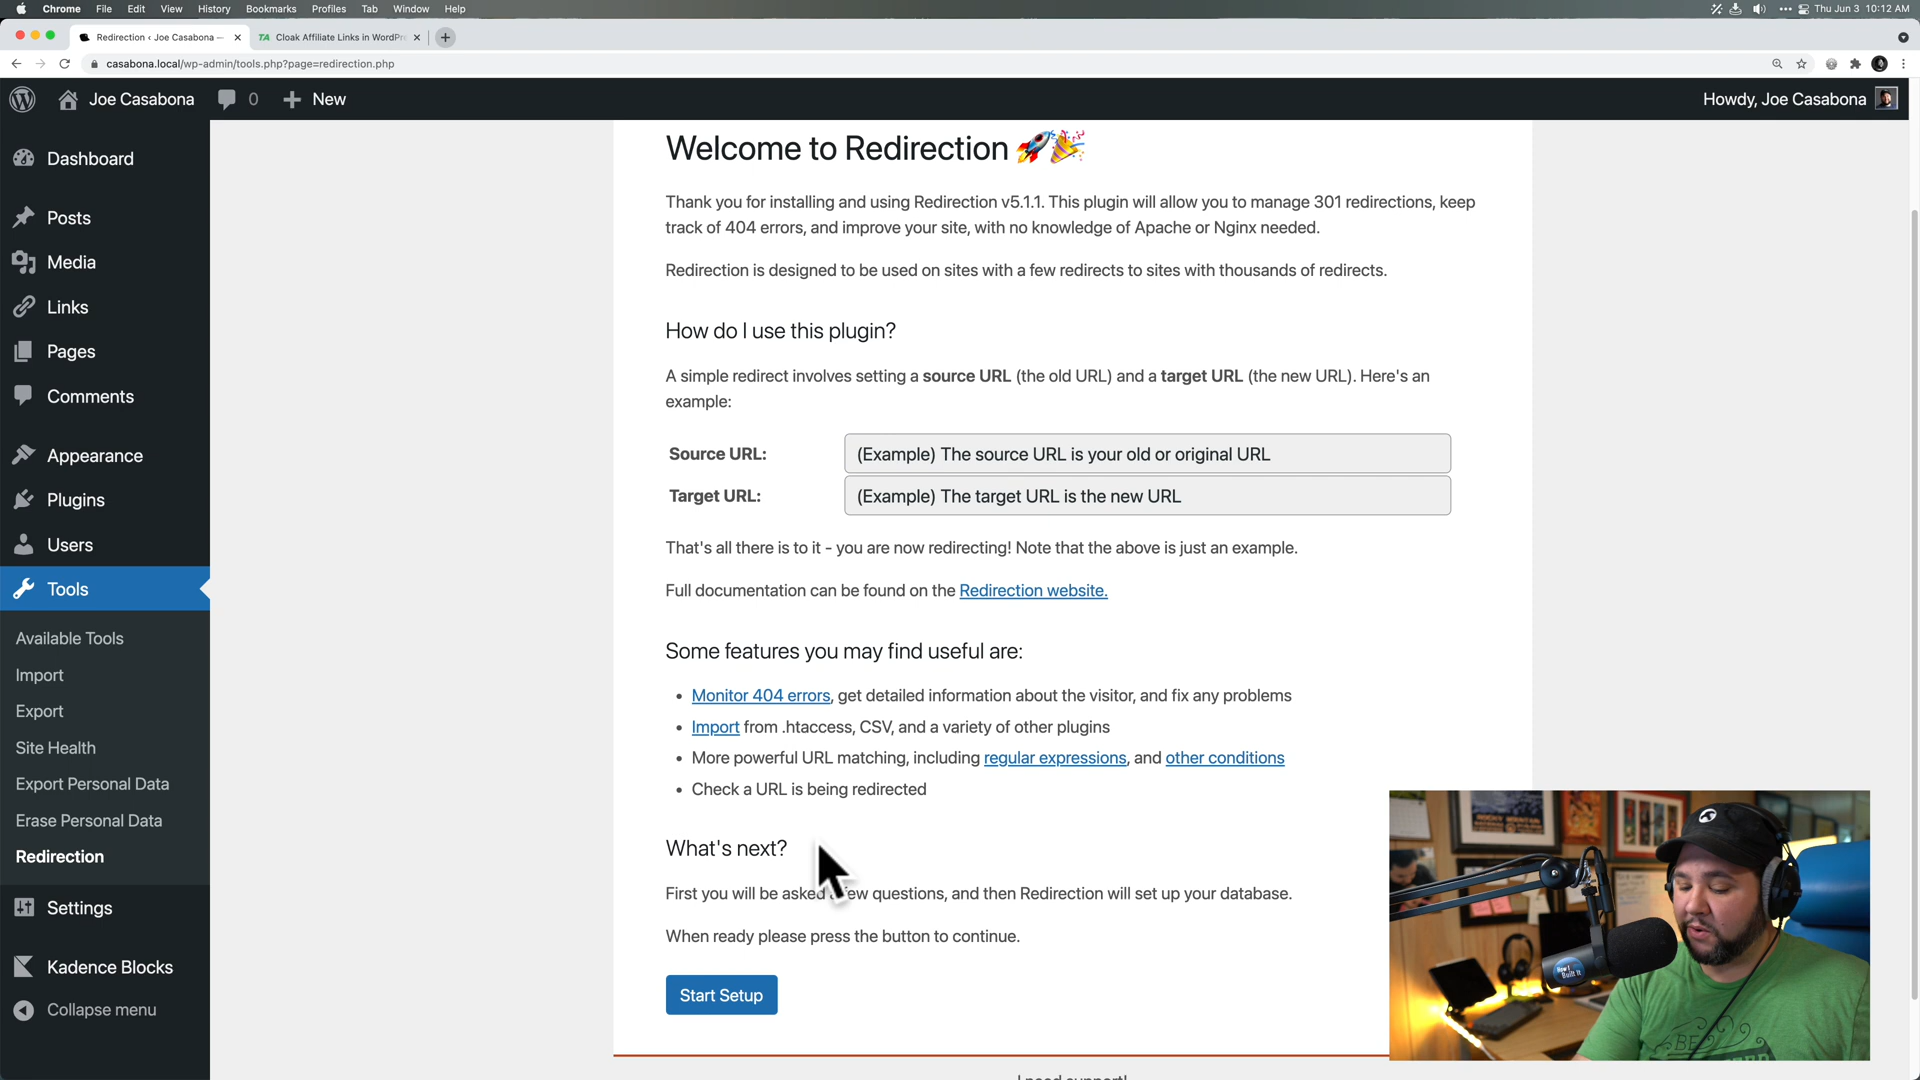 Chrome File Edit View History Bookmarks Profiles Tab Window Help
Thu Jun 3 10:12 AM
Redirection ‹ Joe Casabona —
TA Cloak Affiliate Links in WordPr
casabona.local/wp-admin/tools.php?page=redirection.php
Joe Casabona 0 New
Howdy, Joe Casabona
Dashboard
Posts
Media
Links
Pages
Comments
Appearance
Plugins
Users
Tools
Available Tools
Import
Export
Site Health
Export Personal Data
Erase Personal Data
Redirection
Settings
Kadence Blocks
Collapse menu
Welcome to Redirection 🚀🎉
Thank you for installing and using Redirection v5.1.1. This plugin will allow you to manage 301 redirections, keep
track of 404 errors, and improve your site, with no knowledge of Apache or Nginx needed.
Redirection is designed to be used on sites with a few redirects to sites with thousands of redirects.
How do I use this plugin?
A simple redirect involves setting a source URL (the old URL) and a target URL (the new URL). Here's an
example:
Source URL: (Example) The source URL is your old or original URL
Target URL: (Example) The target URL is the new URL
That's all there is to it - you are now redirecting! Note that the above is just an example.
Full documentation can be found on the Redirection website.
Some features you may find useful are:
• Monitor 404 errors, get detailed information about the visitor, and fix any problems
• Import from .htaccess, CSV, and a variety of other plugins
• More powerful URL matching, including regular expressions, and other conditions
• Check a URL is being redirected
What's next?
First you will be asked few questions, and then Redirection will set up your database.
When ready please press the button to continue.
Start Setup
I need support!
How I
Built It
ROCKY MOUNTAIN
BE